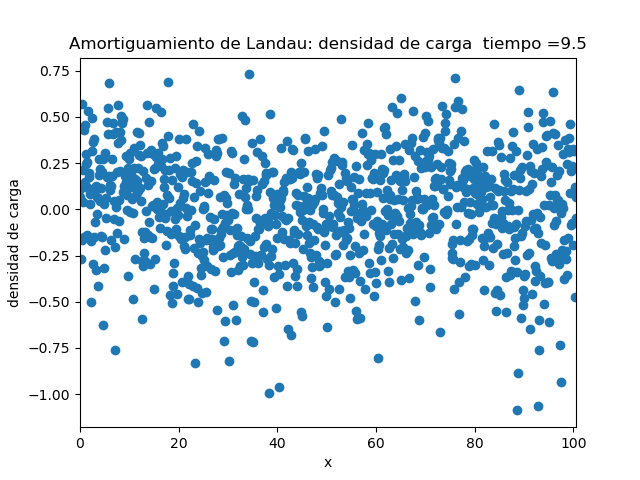 Amortiguamiento de Landau: densidad de carga  tiempo =9.5
densidad de carga
0.75
0.50
0.25
0.00
−0.25
−0.50
−0.75
−1.00
0 20 40 60 80 100
x